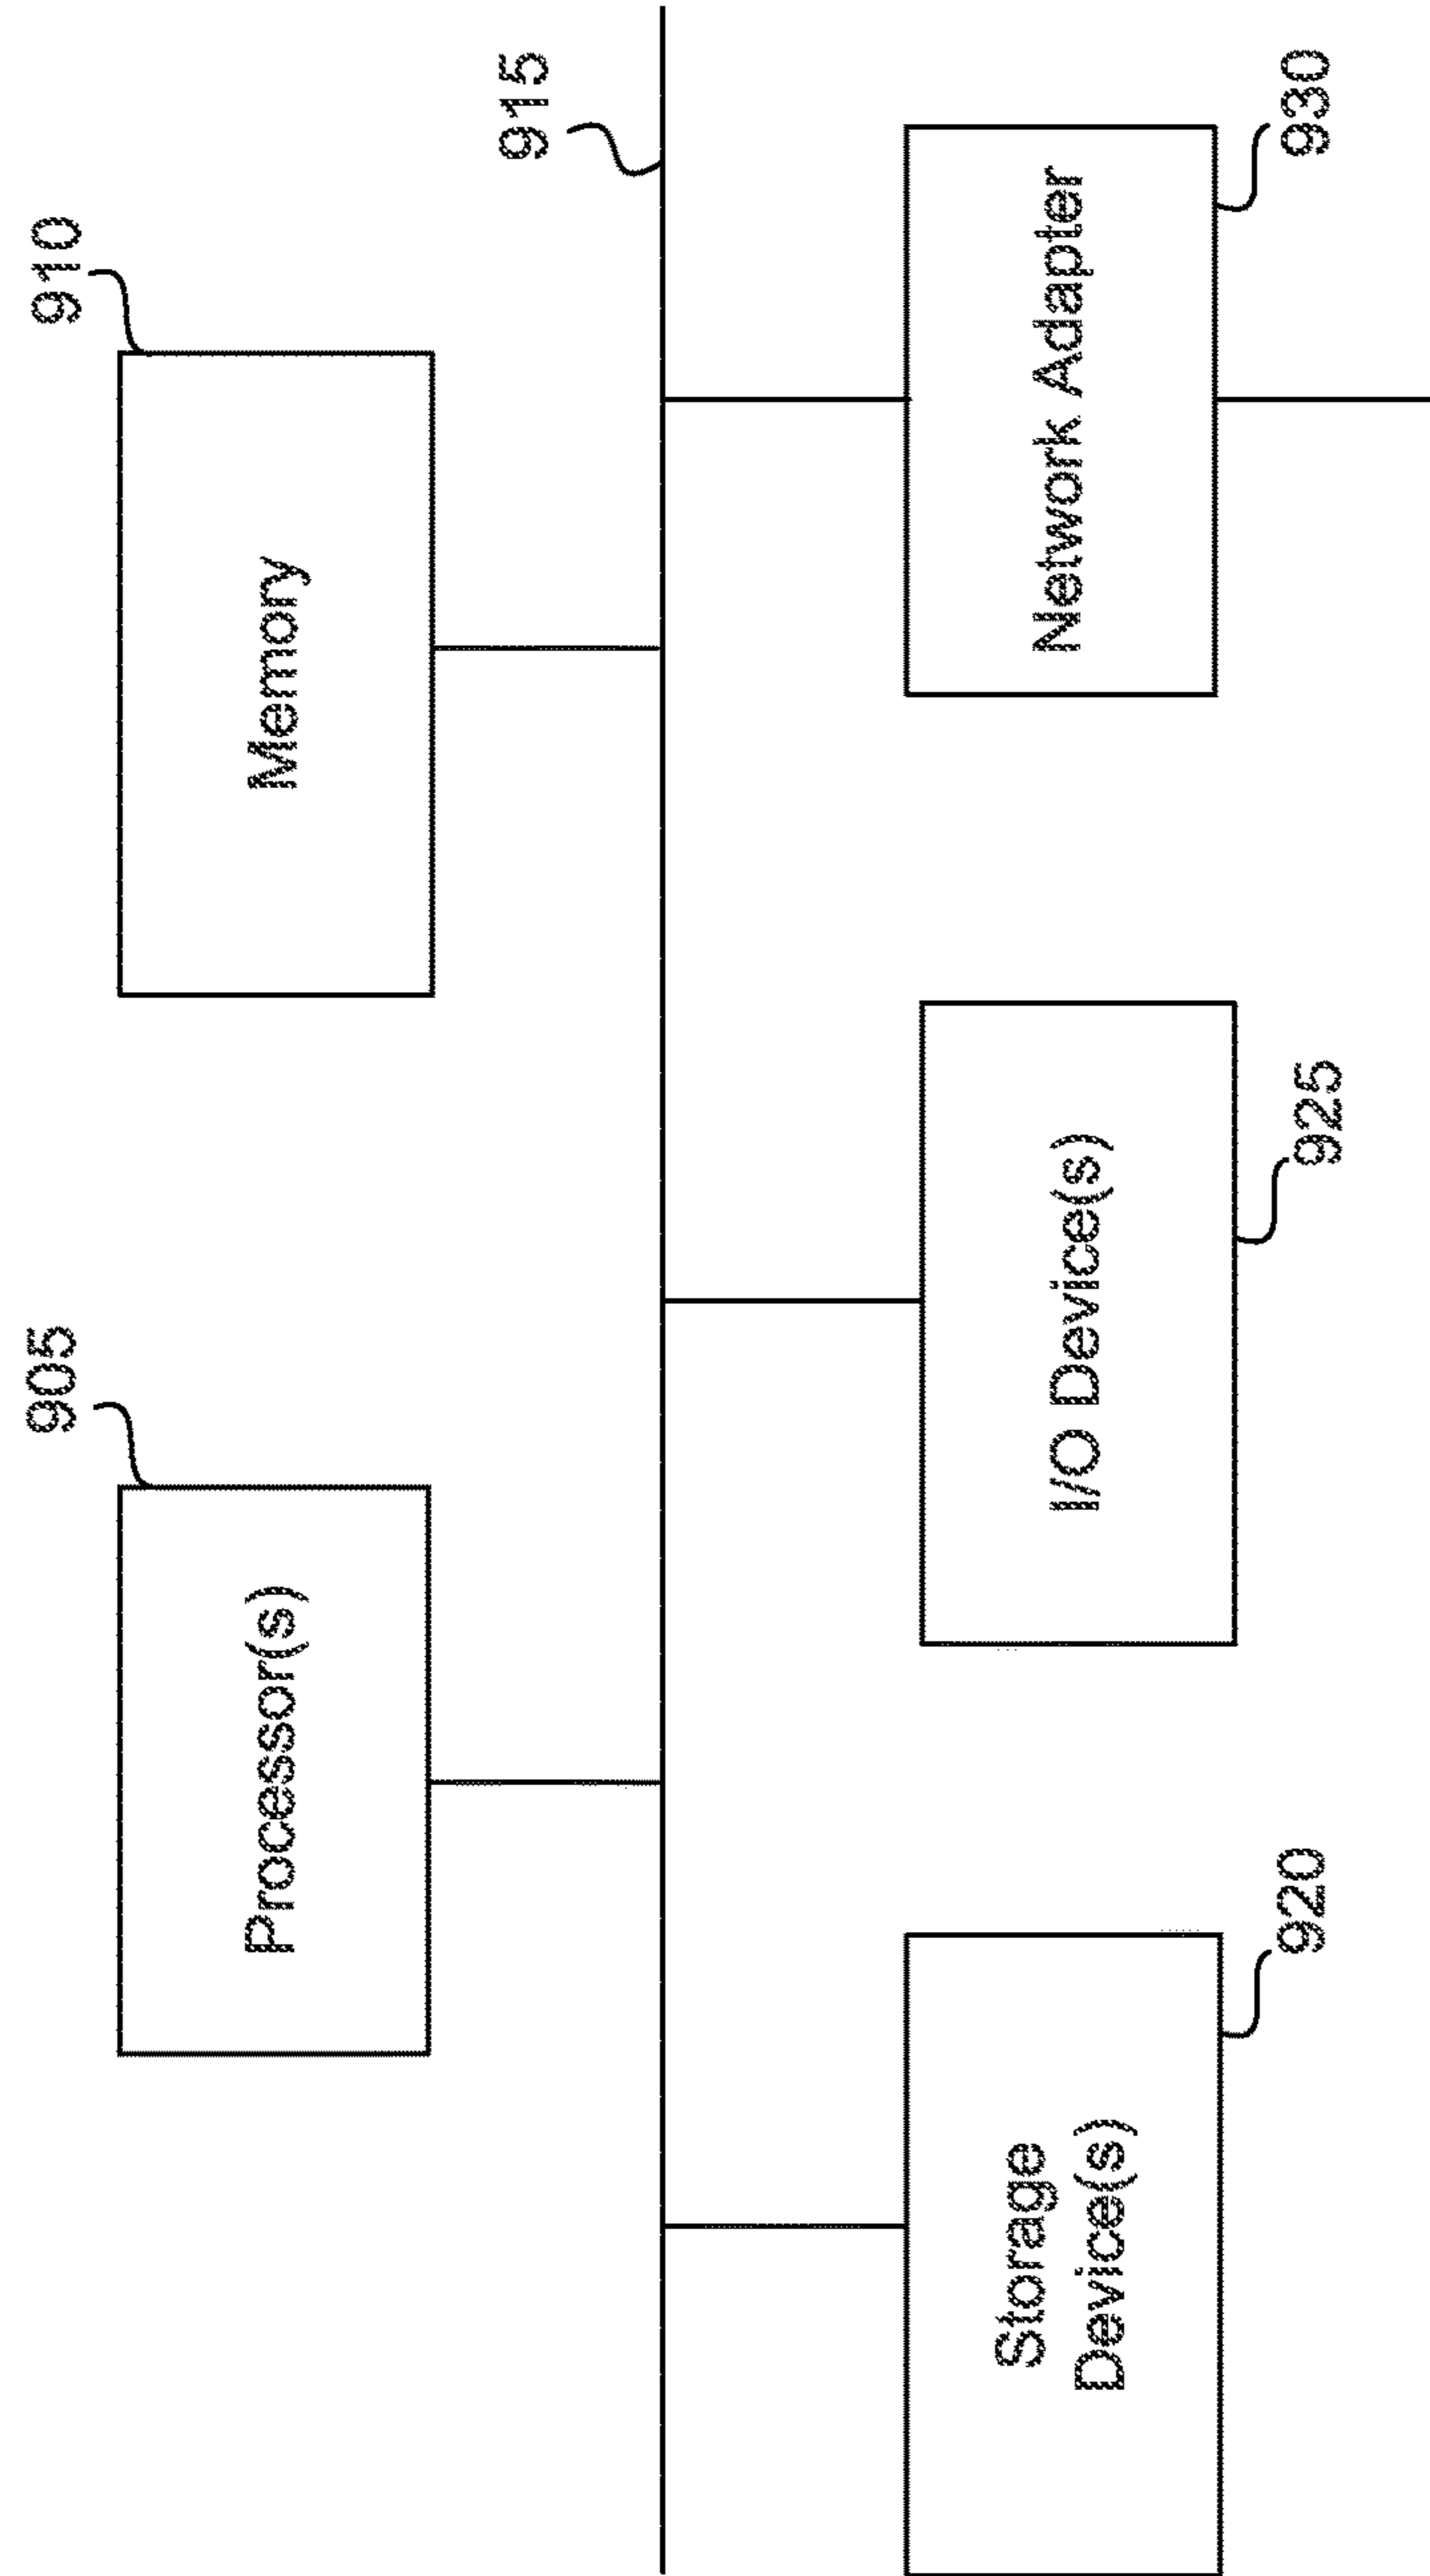 905
910
Processor(s)
Memory
915
Storage
Device(s)
I/O Device(s)
Network Adapter
920
925
930